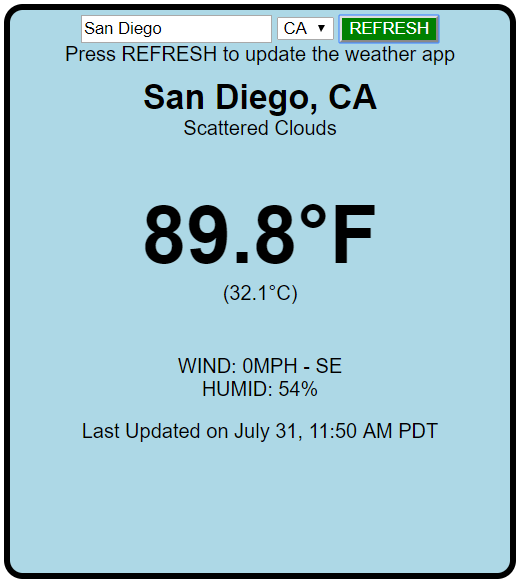 San Diego CA REFRESH
Press REFRESH to update the weather app
San Diego, CA
Scattered Clouds
89.8°F
(32.1°C)
WIND: 0MPH - SE
HUMID: 54%
Last Updated on July 31, 11:50 AM PDT